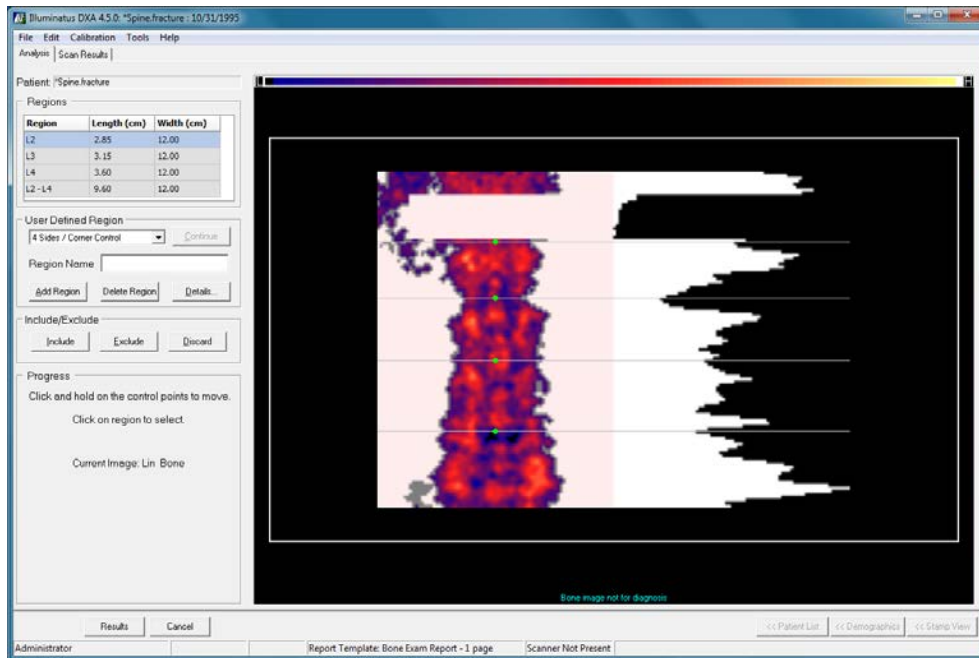 Illuminatus DXA 4.5.0: *Spine.fracture : 10/31/1995
File Edit Calibration Tools Help
Analysis Scan Results
Patient: *Spine.fracture
Regions
Region Length (cm) Width (cm)
L2 2.85 12.00
L3 3.15 12.00
L4 3.60 12.00
L2 - L4 9.60 12.00
User Defined Region
4 Sides / Corner Control Continue
Region Name
Add Region Delete Region Details...
Include/Exclude
Include Exclude Discard
Progress
Click and hold on the control points to move.
Click on region to select.
Current Image: Lin Bone
Bone image not for diagnosis
Results Cancel << Patient List << Demographics << Stamp View
Administrator Report Template: Bone Exam Report - 1 page Scanner Not Present